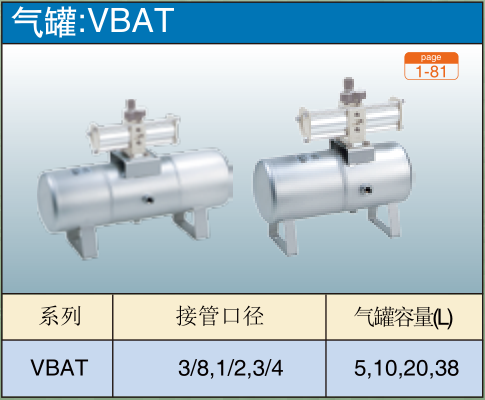 气罐:VBAT
page
1-81
系列 接管口径 气罐容量(L)
VBAT 3/8,1/2,3/4 5,10,20,38